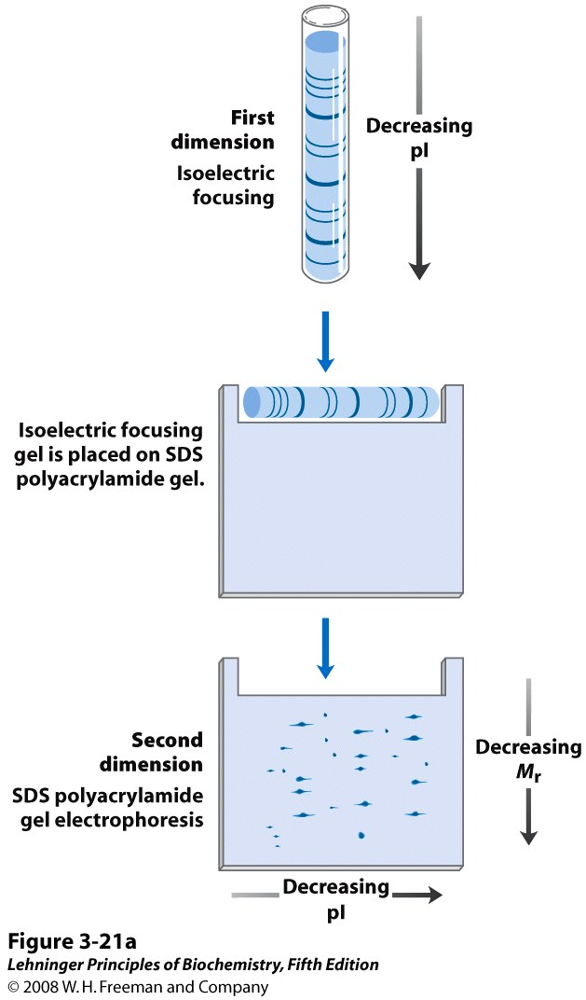 First
dimension
Isoelectric
focusing
Decreasing
pI
Isoelectric focusing
gel is placed on SDS
polyacrylamide gel.
Second
dimension
SDS polyacrylamide
gel electrophoresis
Decreasing
Mr
Decreasing
pI
Figure 3-21a
Lehninger Principles of Biochemistry, Fifth Edition
© 2008 W. H. Freeman and Company